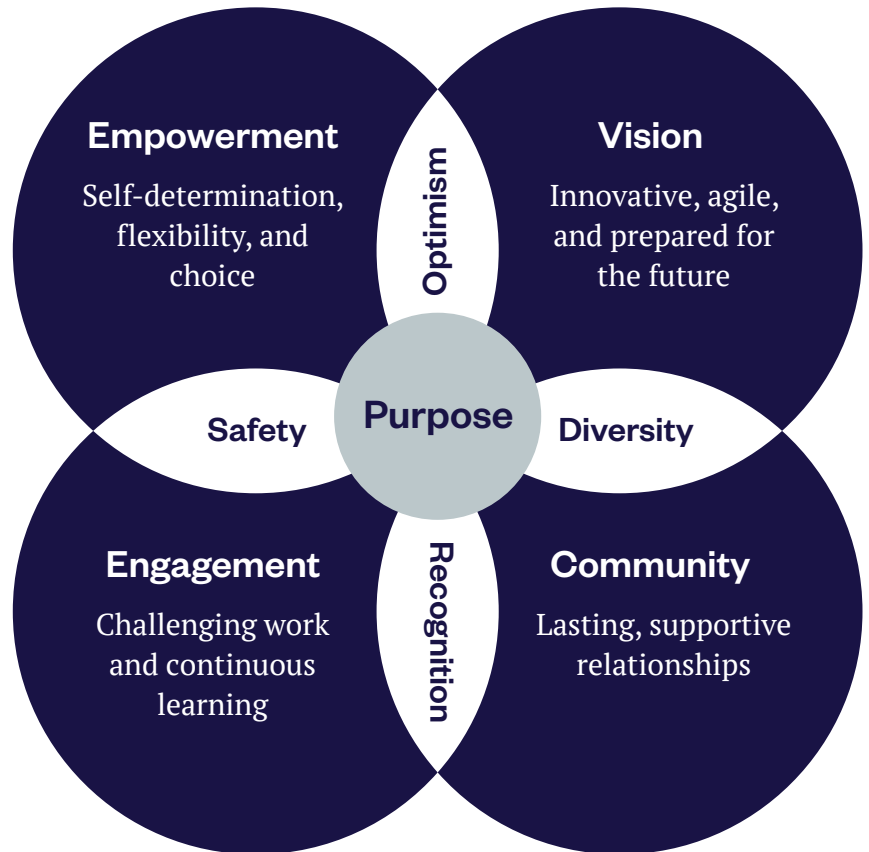 Empowerment
Self-determination,
flexibility, and
choice
Optimism
Vision
Innovative, agile,
and prepared for
the future
Safety
Purpose
Diversity
Engagement
Challenging work
and continuous
learning
Recognition
Community
Lasting, supportive
relationships